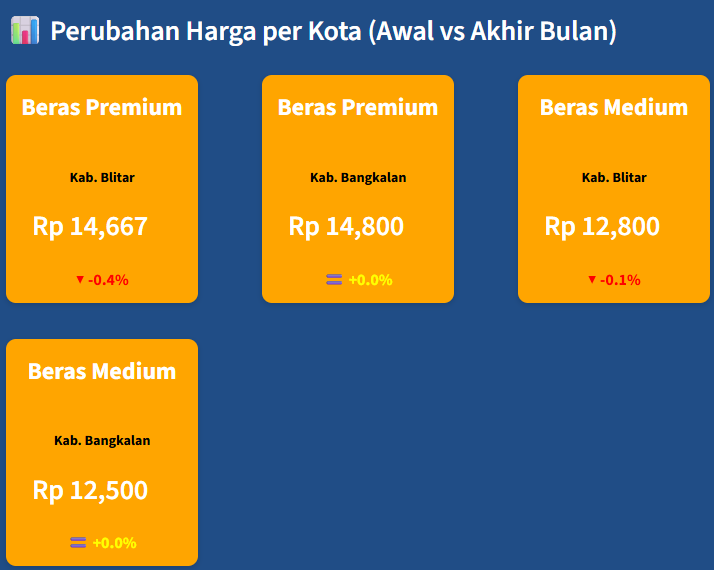 Perubahan Harga per Kota (Awal vs Akhir Bulan)
Beras Premium
Kab. Blitar
Rp 14,667
▼ -0.4%
Beras Premium
Kab. Bangkalan
Rp 14,800
+0.0%
Beras Medium
Kab. Blitar
Rp 12,800
▼ -0.1%
Beras Medium
Kab. Bangkalan
Rp 12,500
+0.0%